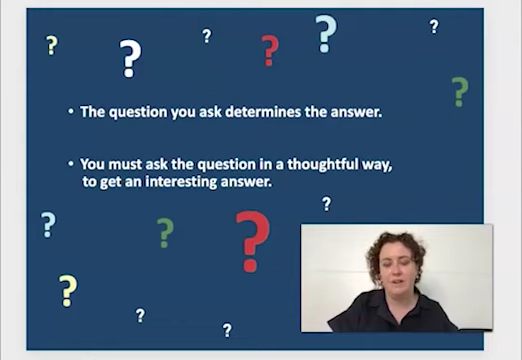 ? ? ? ? ? ?
?
• The question you ask determines the answer.
• You must ask the question in a thoughtful way,
to get an interesting answer.
?
? ? ?
?
?
?